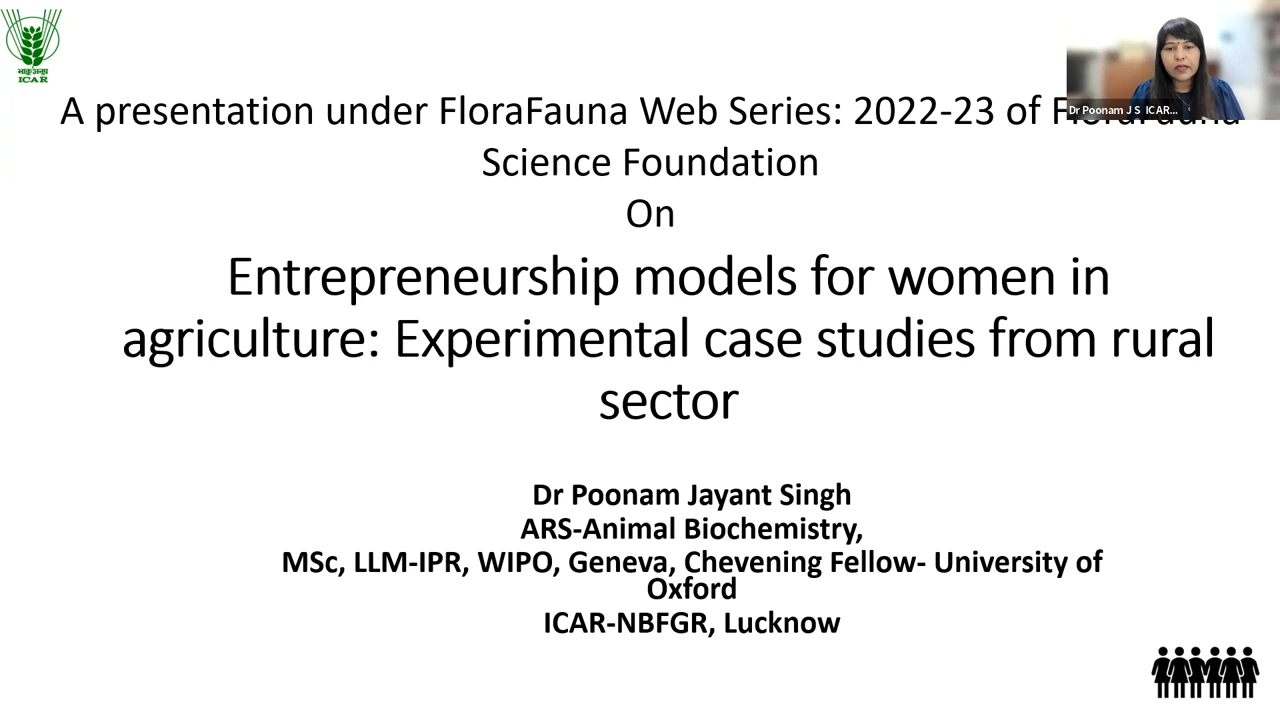 ICAR
A presentation under FloraFauna Web Series: 2022-23 of
Dr Poonam J S ICAR...
Science Foundation
On
Entrepreneurship models for women in
agriculture: Experimental case studies from rural
sector
Dr Poonam Jayant Singh
ARS-Animal Biochemistry,
MSc, LLM-IPR, WIPO, Geneva, Chevening Fellow- University of
Oxford
ICAR-NBFGR, Lucknow